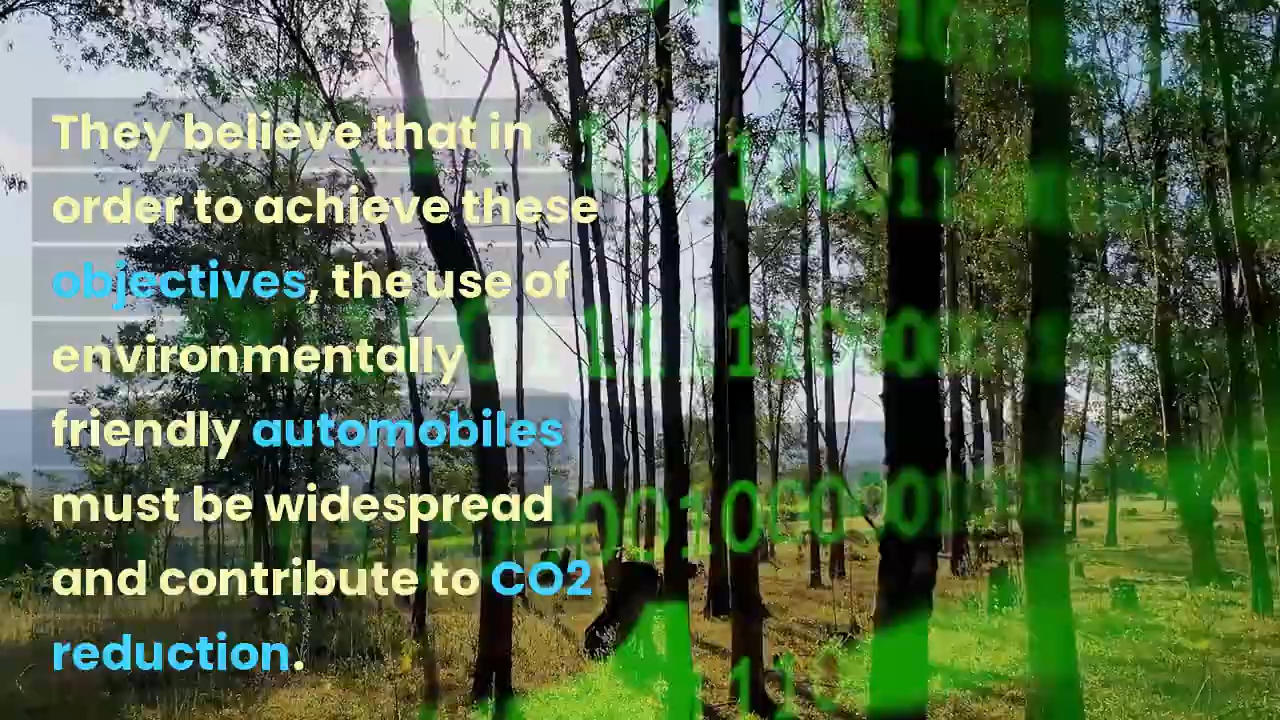 They believe that in
order to achieve these
objectives, the use of
environmentally
friendly automobiles
must be widespread
and contribute to CO2
reduction.